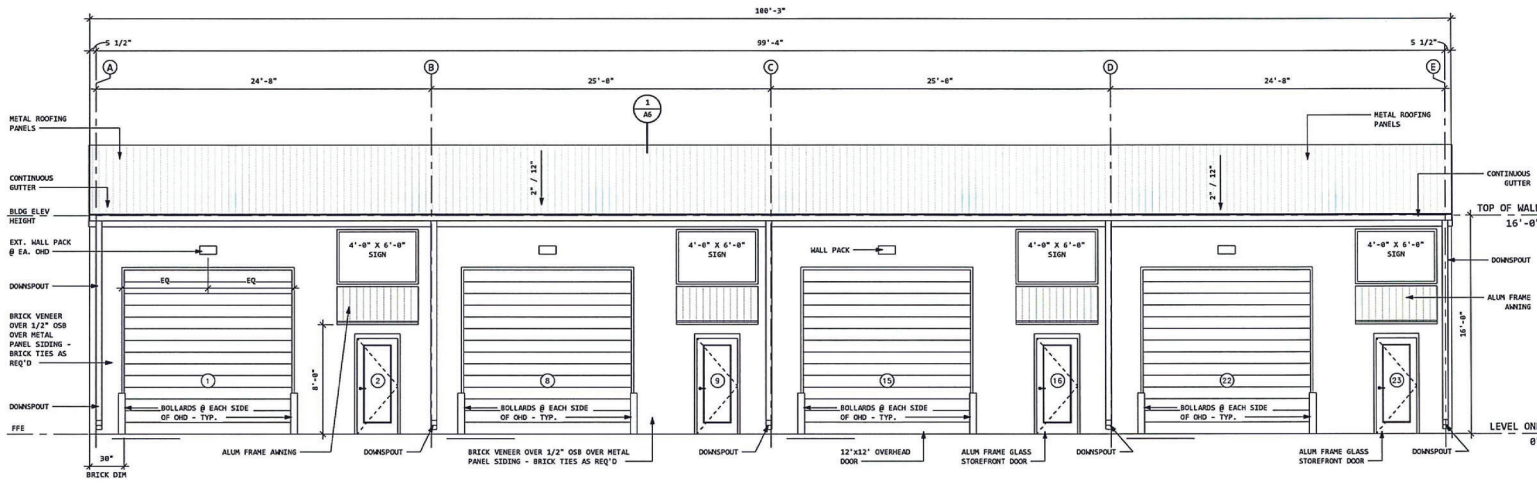 100'-3"
5 1/2"
99'-4"
5 1/2"
A
B
C
D
E
24'-8"
25'-0"
25'-0"
24'-8"
1
A6
METAL ROOFING
PANELS
METAL ROOFING
PANELS
CONTINUOUS
GUTTER
2" / 12"
2" / 12"
CONTINUOUS
GUTTER
BLDG ELEV
HEIGHT
TOP OF WALL
16'-0"
EXT. WALL PACK
@ EA. OHD
4'-0" X 6'-0"
SIGN
4'-0" X 6'-0"
SIGN
WALL PACK
4'-0" X 6'-0"
SIGN
4'-0" X 6'-0"
SIGN
DOWNSPOUT
EQ
EQ
DOWNSPOUT
ALUM FRAME
AWNING
BRICK VENEER
OVER 1/2" OSB
OVER METAL
PANEL SIDING -
BRICK TIES AS
REQ'D
16'-0"
8'-0"
1
2
8
9
15
16
22
23
DOWNSPOUT
BOLLARDS @ EACH SIDE
OF OHD - TYP.
BOLLARDS @ EACH SIDE
OF OHD - TYP.
BOLLARDS @ EACH SIDE
OF OHD - TYP.
BOLLARDS @ EACH SIDE
OF OHD - TYP.
FFE
LEVEL ONE
0
30"
BRICK DIM
ALUM FRAME AWNING
DOWNSPOUT
BRICK VENEER OVER 1/2" OSB OVER METAL
PANEL SIDING - BRICK TIES AS REQ'D
DOWNSPOUT
12'x12' OVERHEAD
DOOR
ALUM FRAME GLASS
STOREFRONT DOOR
DOWNSPOUT
ALUM FRAME GLASS
STOREFRONT DOOR
DOWNSPOUT